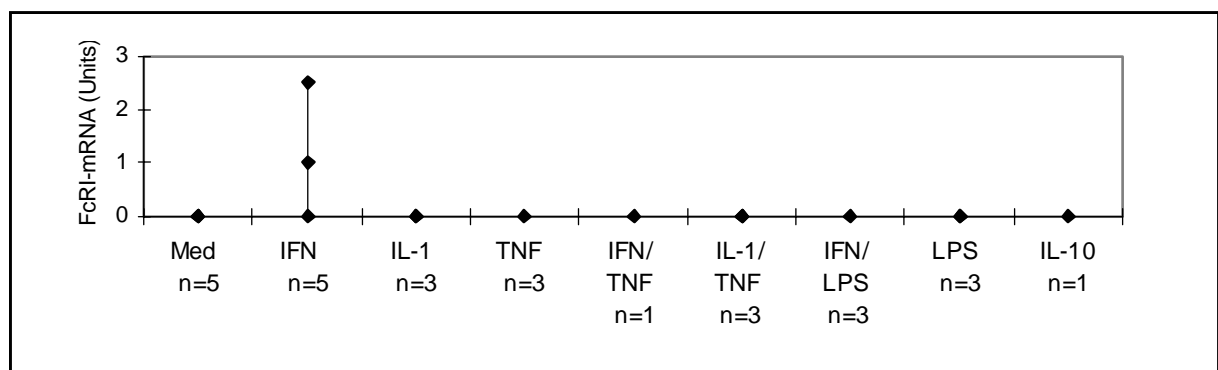 FcRI-mRNA (Units)
3
2
1
0
Med IFN IL-1 TNF IFN/ IL-1/ IFN/ LPS IL-10
n=5 n=5 n=3 n=3 TNF TNF LPS n=3 n=1
n=1 n=3 n=3